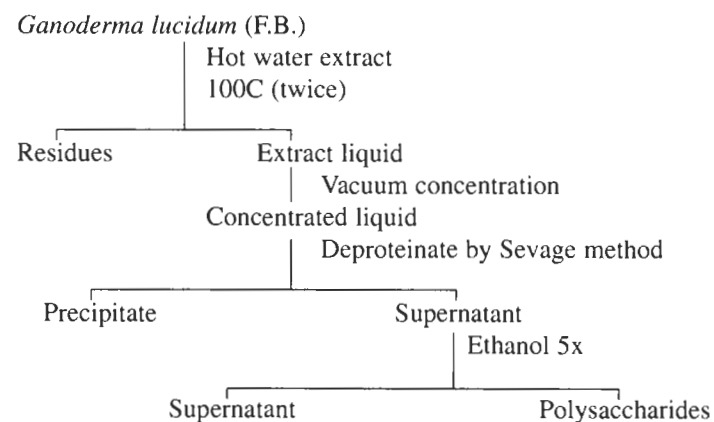 Ganoderma lucidum (F.B.)
Hot water extract
100C (twice)
Residues Extract liquid
Vacuum concentration
Concentrated liquid
Deproteinate by Sevage method
Precipitate Supernatant
Ethanol 5x
Supernatant Polysaccharides